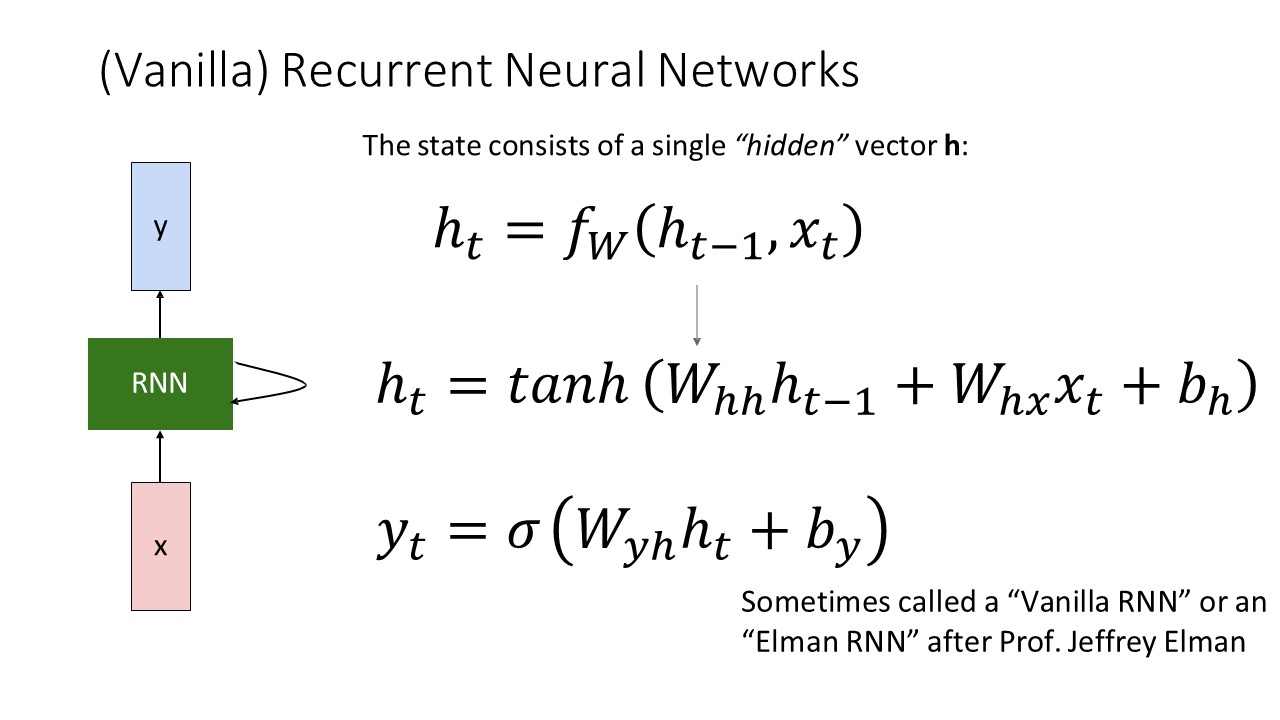 (Vanilla) Recurrent Neural Networks
The state consists of a single “hidden” vector h:
y
h_t = f_W(h_{t−1}, x_t)
RNN
h_t = tanh (W_{hh}h_{t−1} + W_{hx}x_t + b_h)
x
y_t = σ(W_{yh}h_t + b_y)
Sometimes called a “Vanilla RNN” or an
“Elman RNN” after Prof. Jeffrey Elman